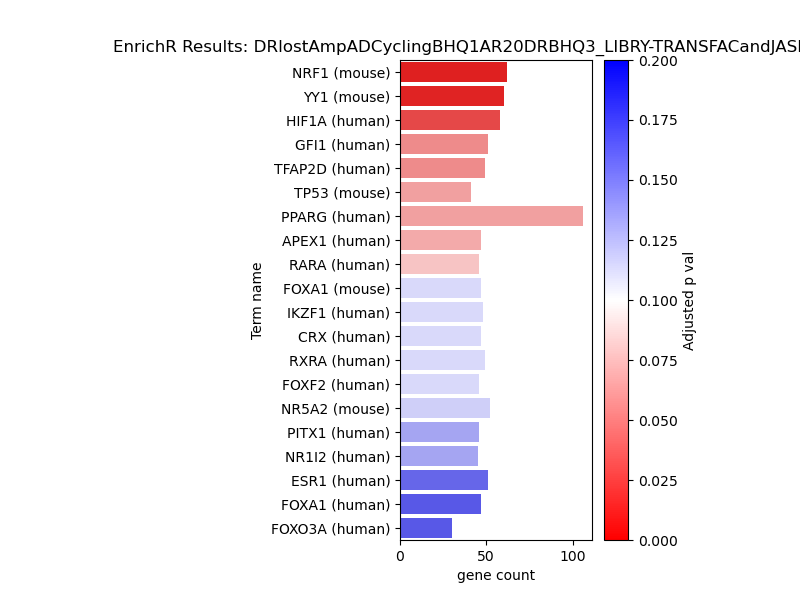 EnrichR Results: DRlostAmpADCyclingBHQ1AR20DRBHQ3_LIBRY-TRANSFACandJASI
NRF1 (mouse)
YY1 (mouse)
HIF1A (human)
GFI1 (human)
TFAP2D (human)
TP53 (mouse)
PPARG (human)
APEX1 (human)
RARA (human)
FOXA1 (mouse)
IKZF1 (human)
CRX (human)
RXRA (human)
FOXF2 (human)
NR5A2 (mouse)
PITX1 (human)
NR1I2 (human)
ESR1 (human)
FOXA1 (human)
FOXO3A (human)
Term name
0 50 100
gene count
0.200
0.175
0.150
0.125
0.100
0.075
0.050
0.025
0.000
Adjusted p val